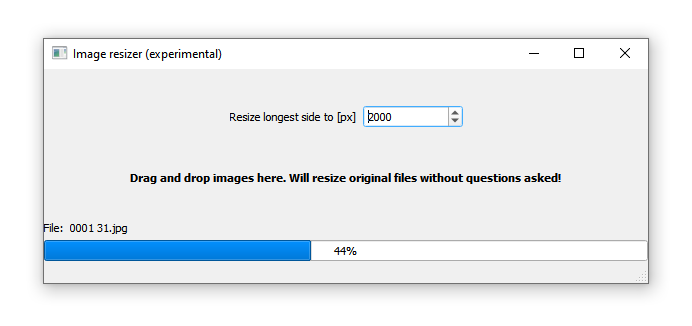 Image resizer (experimental)
Resize longest side to [px] 2000
Drag and drop images here. Will resize original files without questions asked!
File: 0001 31.jpg
44%